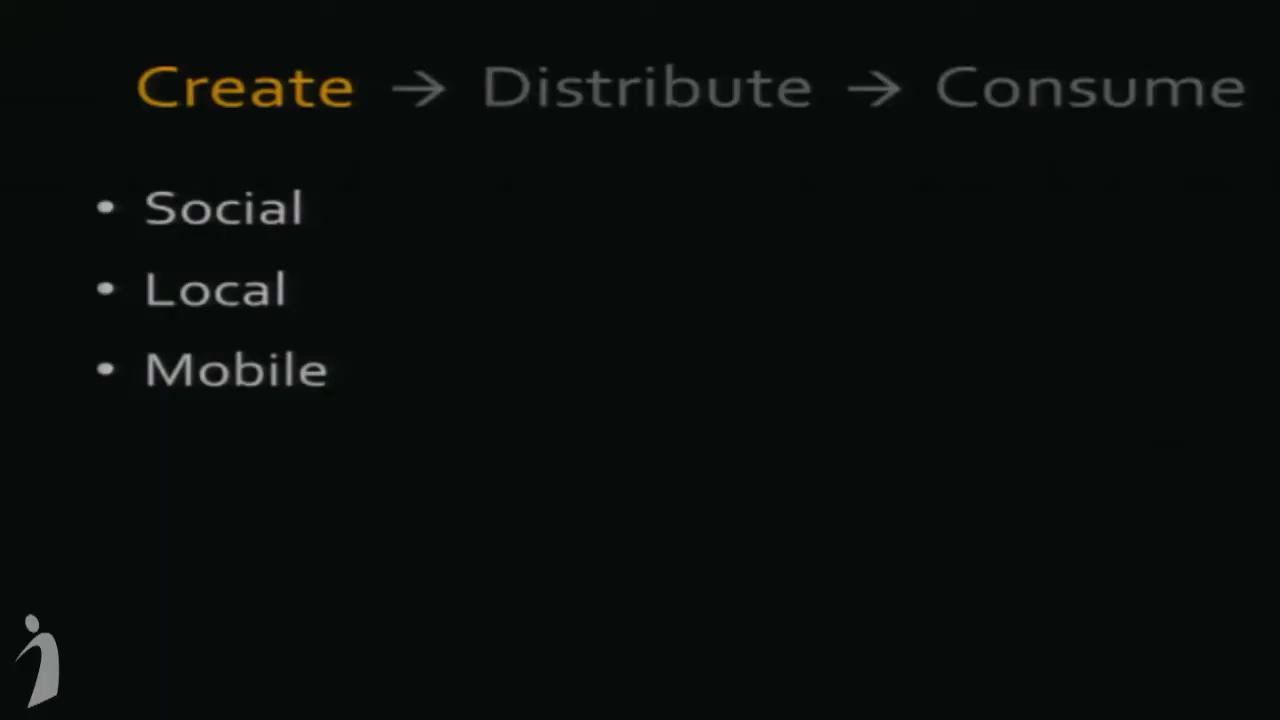 Create → Distribute → Consume
• Social
• Local
• Mobile